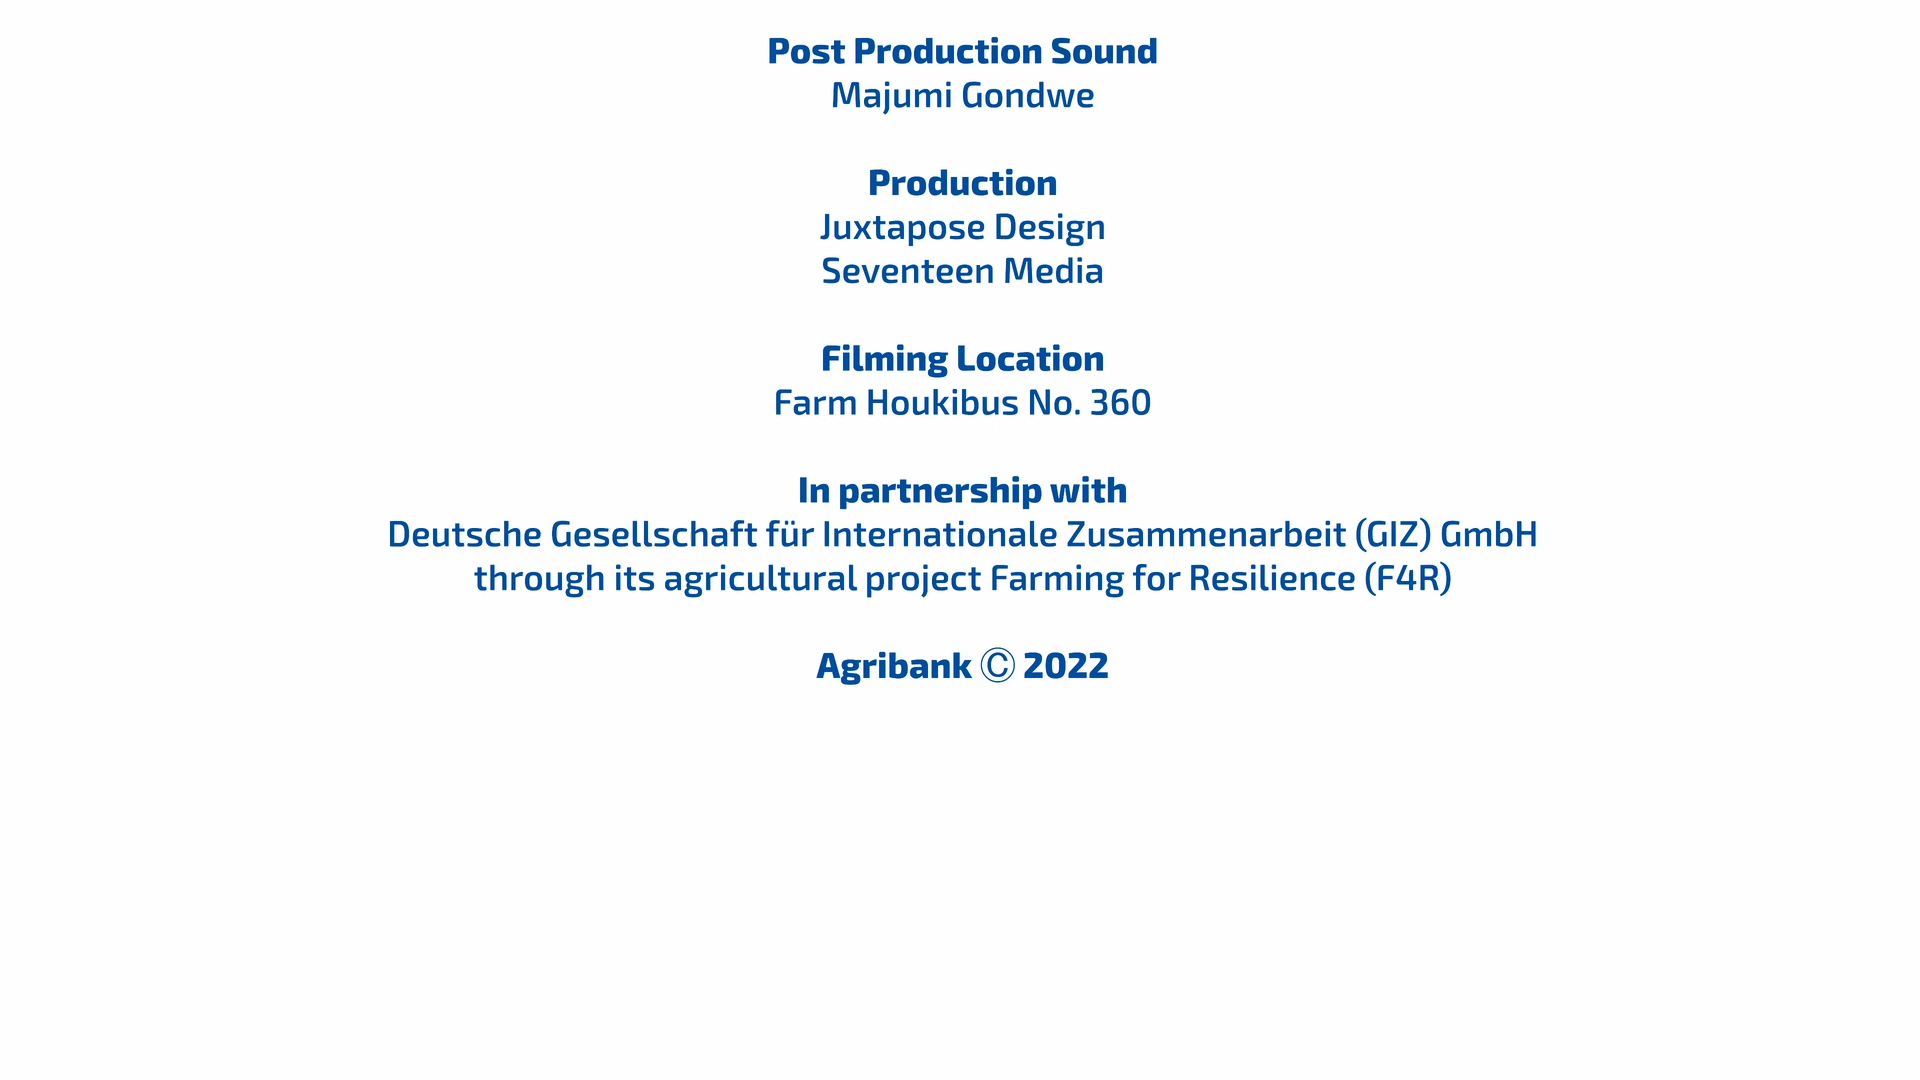 Post Production Sound
Majumi Gondwe
Production
Juxtapose Design
Seventeen Media
Filming Location
Farm Houkibus No. 360
In partnership with
Deutsche Gesellschaft für Internationale Zusammenarbeit (GIZ) GmbH
through its agricultural project Farming for Resilience (F4R)
Agribank © 2022